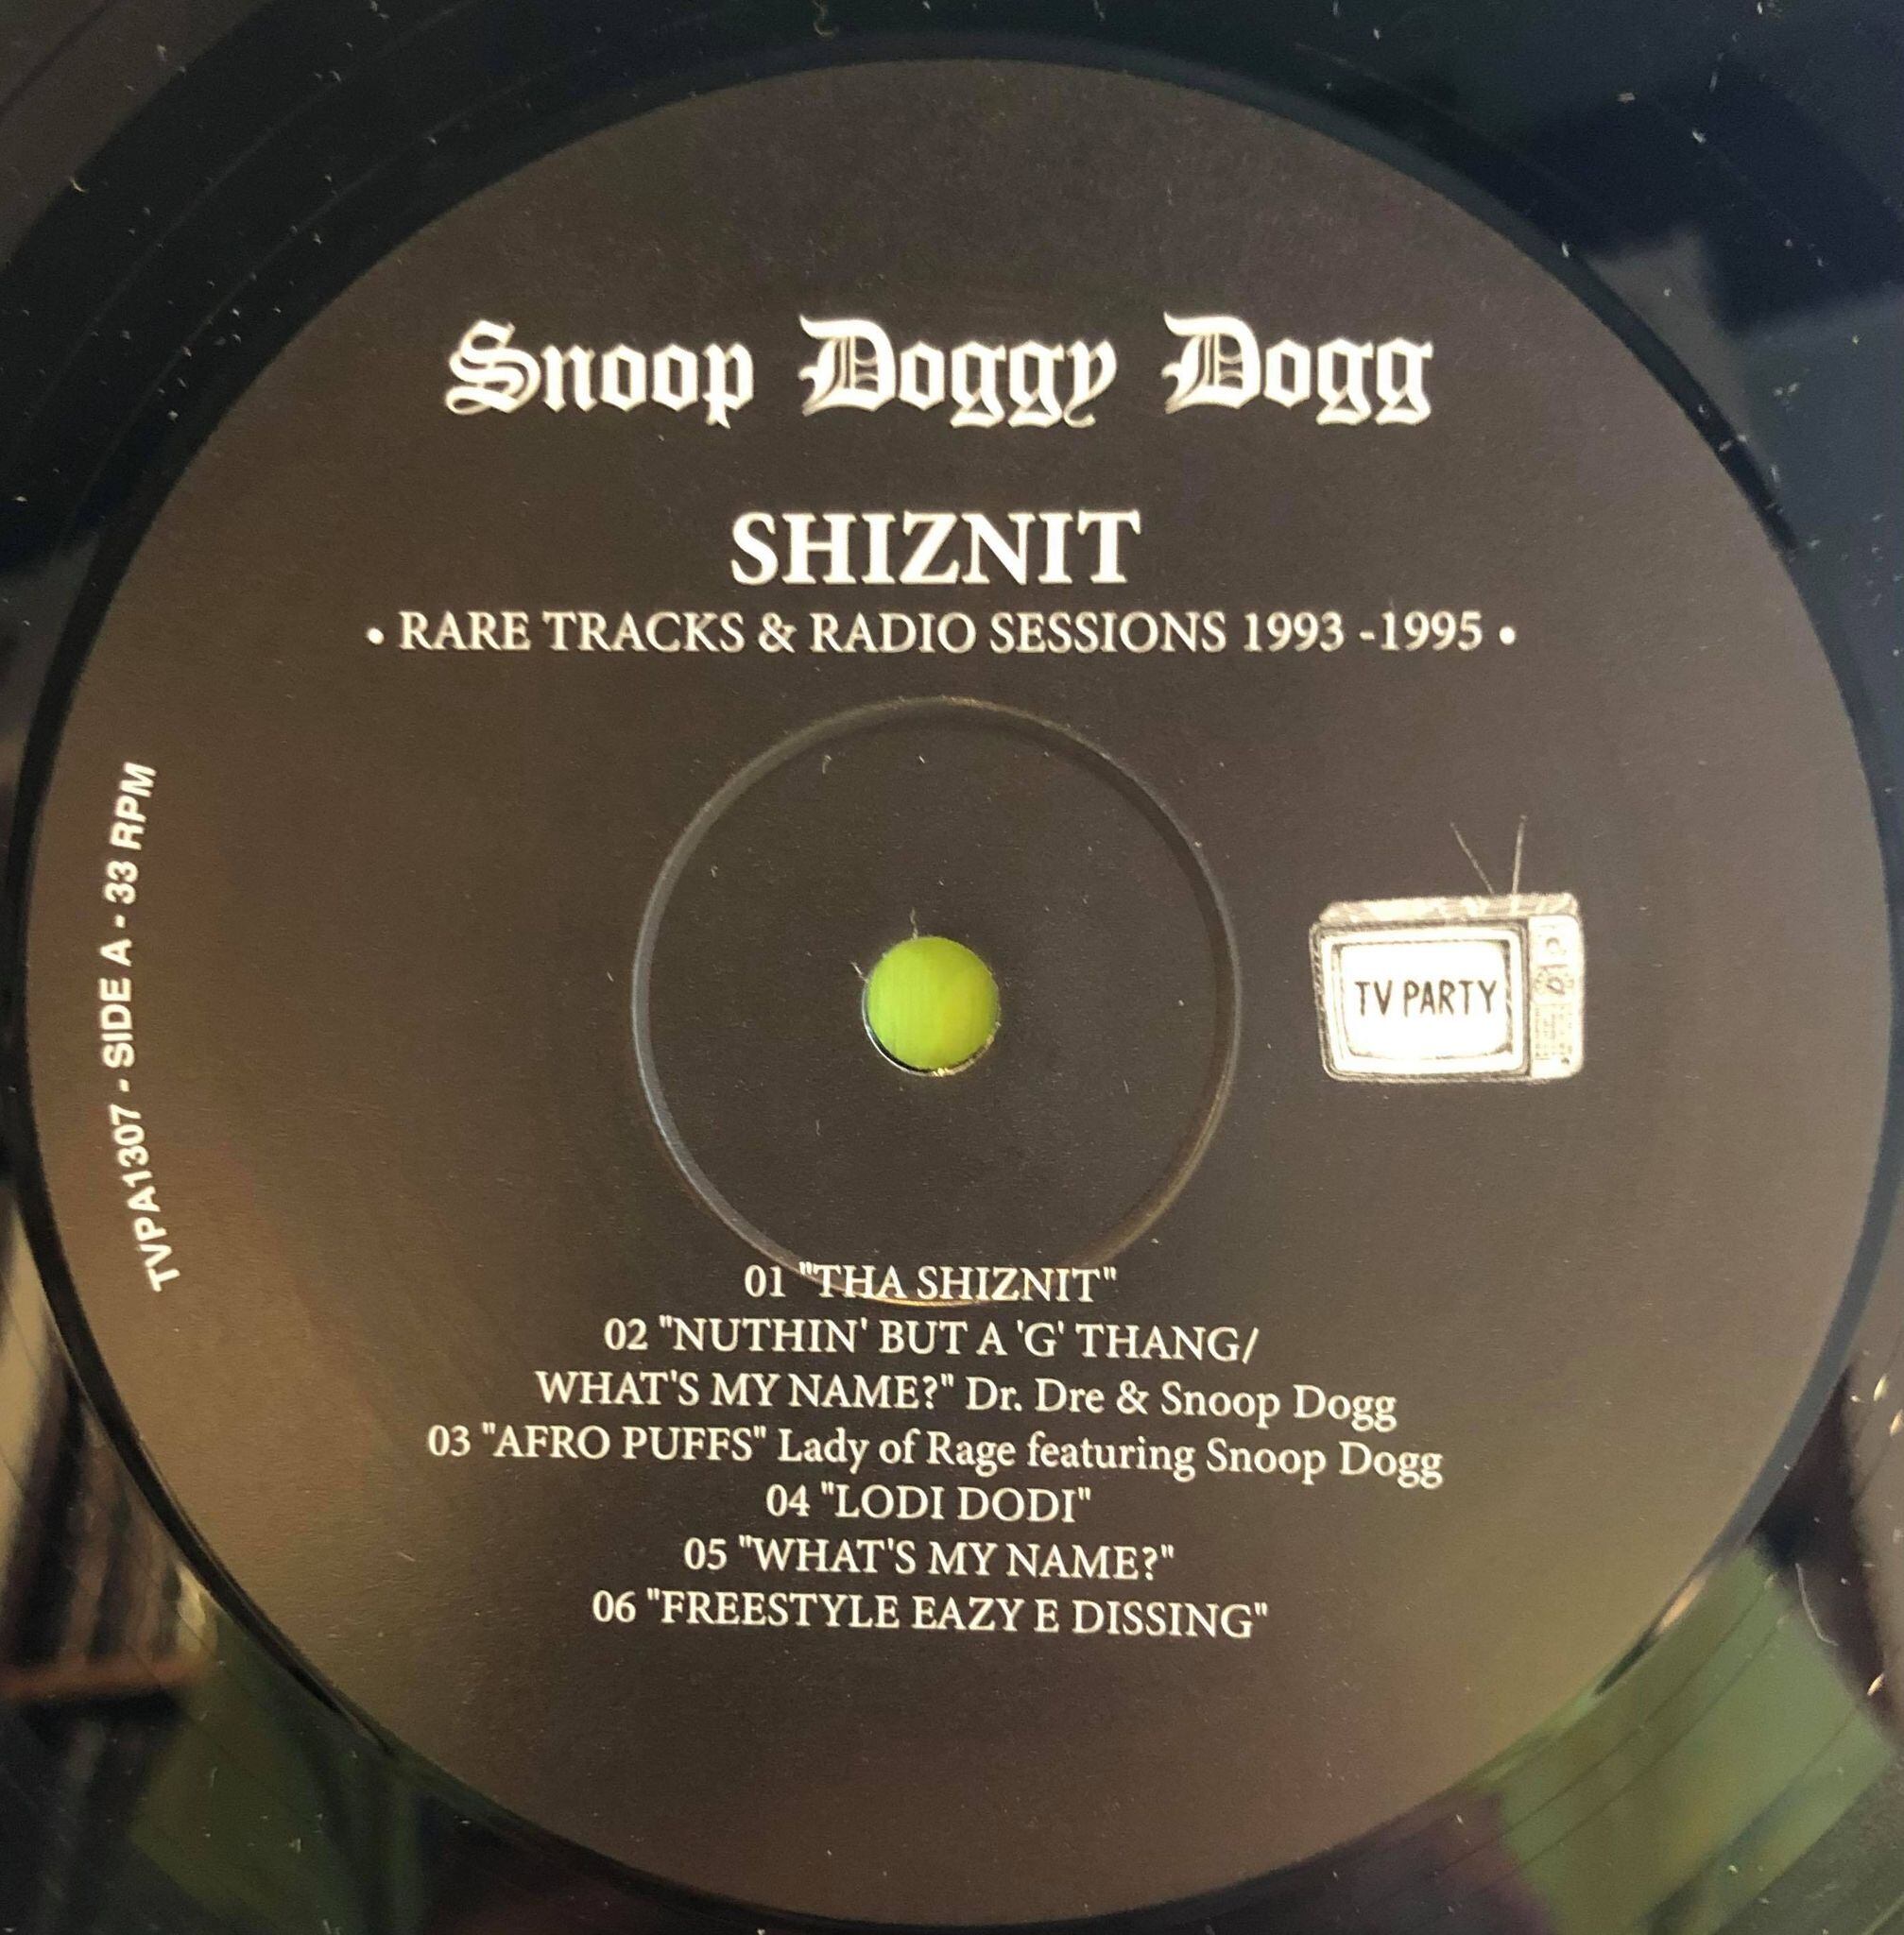 Snoop Doggy Dogg
SHIZNIT
• RARE TRACKS & RADIO SESSIONS 1993 -1995 •
TVPA1307 - SIDE A - 33 RPM
TV PARTY
01 "THA SHIZNIT"
02 "NUTHIN' BUT A 'G' THANG/
WHAT'S MY NAME?" Dr. Dre & Snoop Dogg
03 "AFRO PUFFS" Lady of Rage featuring Snoop Dogg
04 "LODI DODI"
05 "WHAT'S MY NAME?"
06 "FREESTYLE EAZY E DISSING"